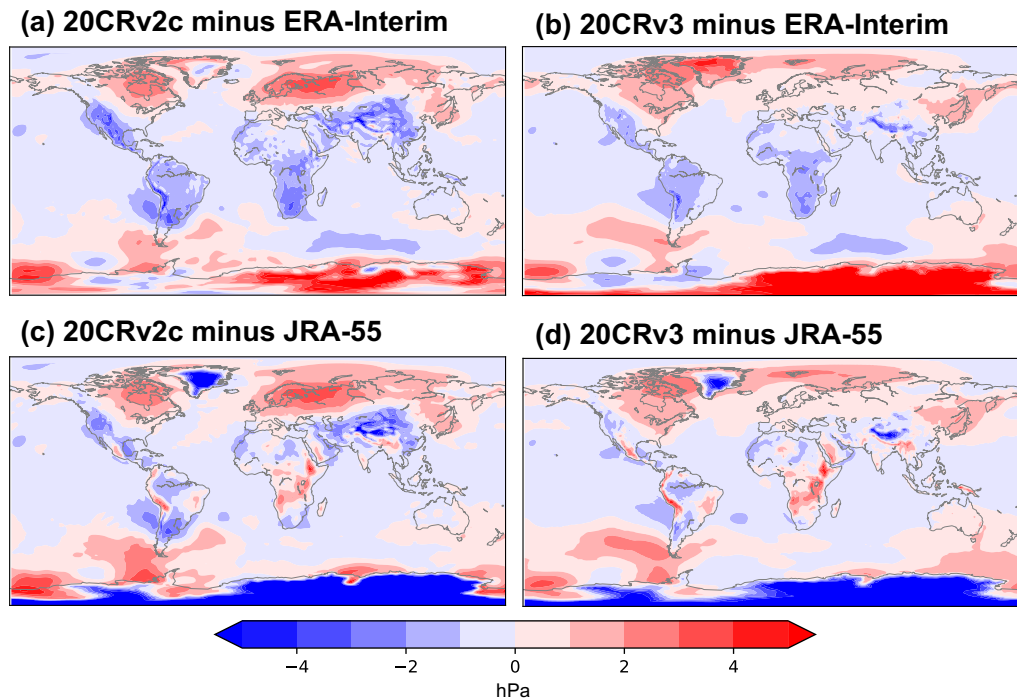 (a) 20CRv2c minus ERA-Interim
(b) 20CRv3 minus ERA-Interim
(c) 20CRv2c minus JRA-55
(d) 20CRv3 minus JRA-55
−4 −2 0 2 4
hPa